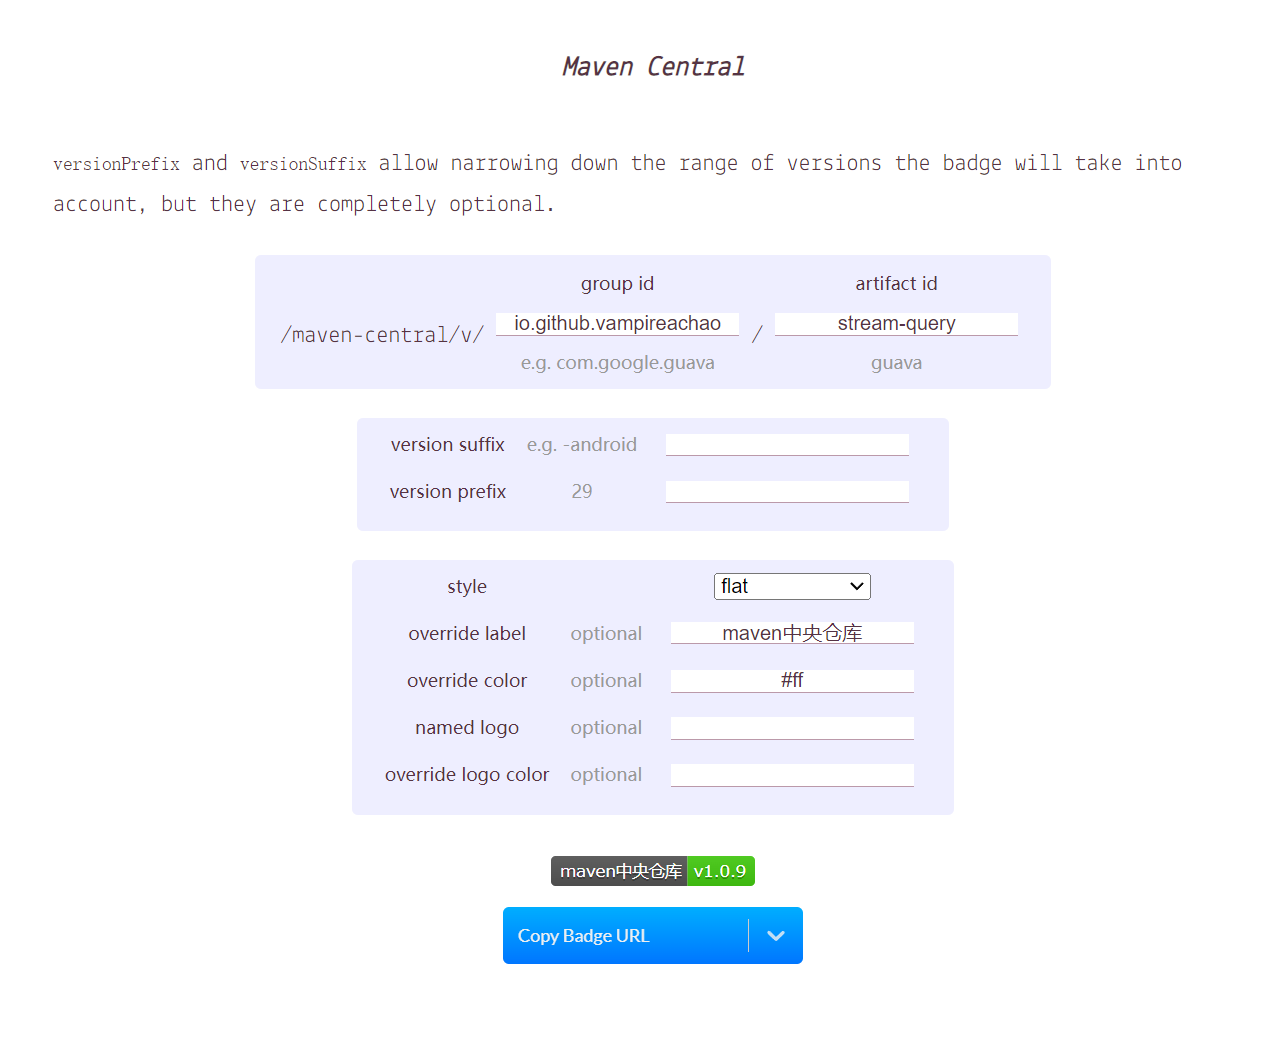 Maven Central
versionPrefix and versionSuffix allow narrowing down the range of versions the badge will take into
account, but they are completely optional.
group id artifact id
/maven-central/v/ io.github.vampireachao / stream-query
e.g. com.google.guava guava
version suffix e.g. -android
version prefix 29
style flat
override label optional maven中央仓库
override color optional #ff
named logo optional
override logo color optional
maven中央仓库 v1.0.9
Copy Badge URL